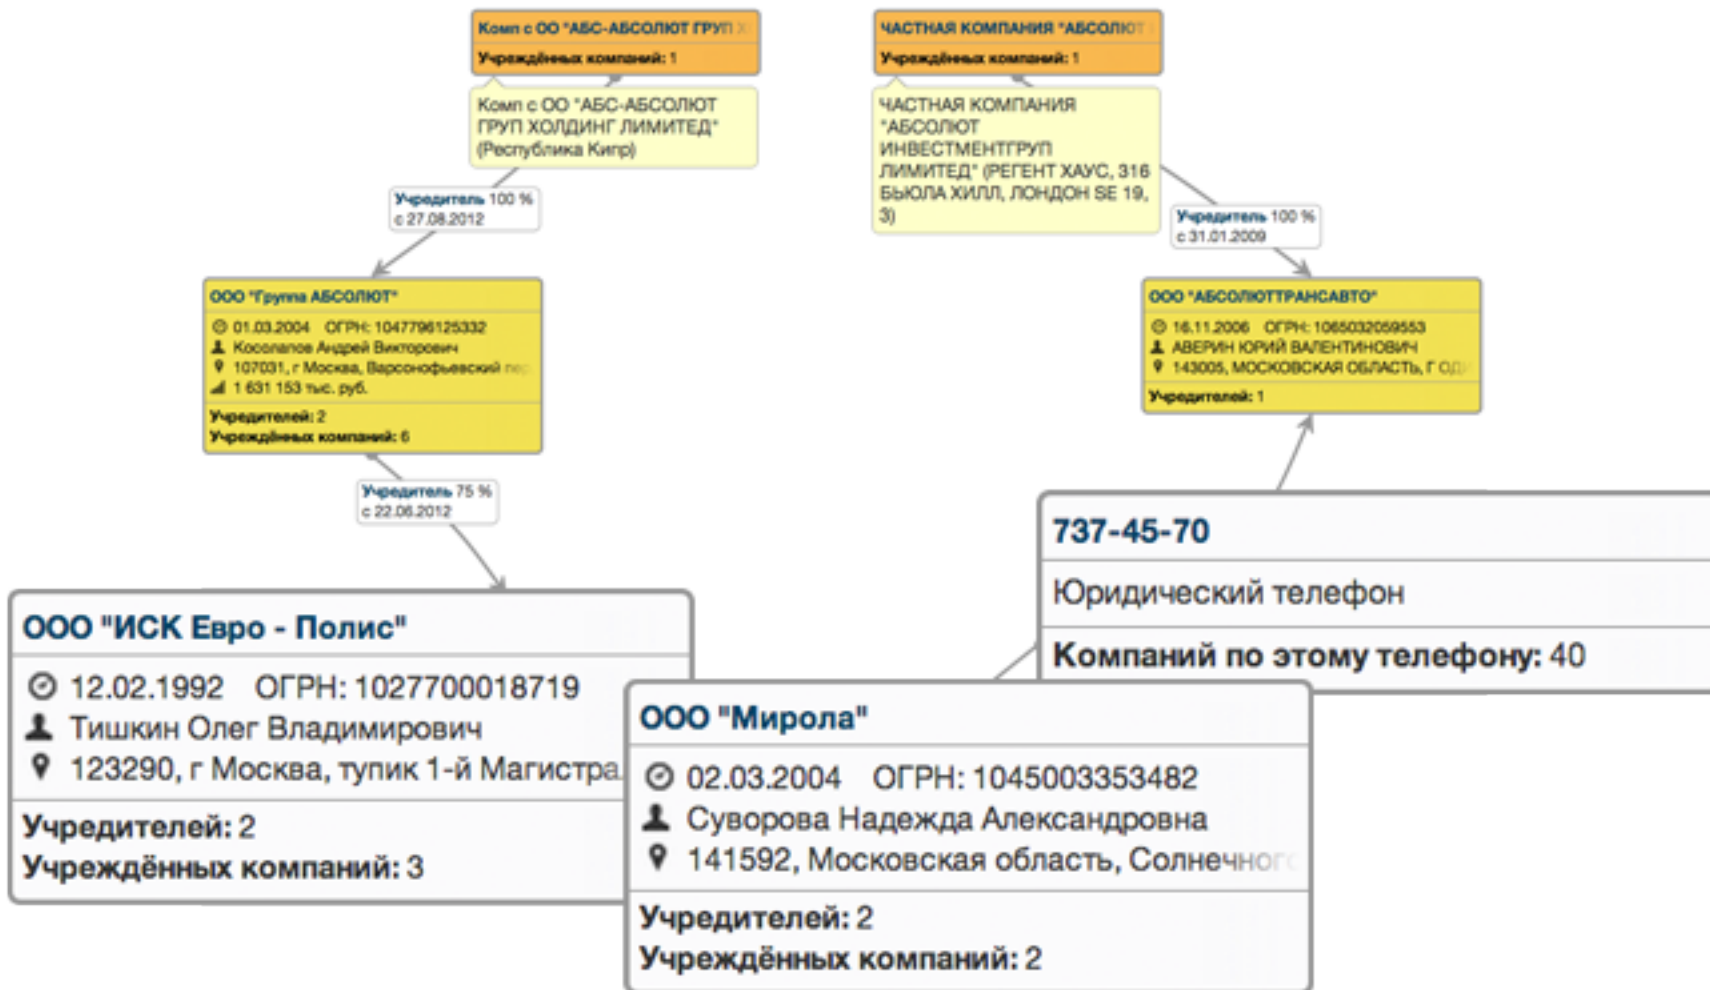 Комп с ОО "АБС-АБСОЛЮТ ГРУП
Учреждённых компаний: 1
Комп с ОО "АБС-АБСОЛЮТ
ГРУП ХОЛДИНГ ЛИМИТЕД"
(Республика Кипр)
ЧАСТНАЯ КОМПАНИЯ "АБСОЛЮТ
Учреждённых компаний: 1
ЧАСТНАЯ КОМПАНИЯ
"АБСОЛЮТ
ИНВЕСТМЕНТГРУП
ЛИМИТЕД" (РЕГЕНТ ХАУС, 316
БЬЮЛА ХИЛЛ, ЛОНДОН SE 19,
3)
Учредитель 100 %
с 27.08.2012
Учредитель 100 %
с 31.01.2009
ООО "Группа АБСОЛЮТ"
01.03.2004 ОГРН: 1047796125332
Косолапов Андрей Викторович
107031, г Москва, Варсонофьевский пер
1 631 153 тыс. руб.
Учредителей: 2
Учреждённых компаний: 6
ООО "АБСОЛЮТТРАНСАВТО"
16.11.2006 ОГРН: 1065032059553
АВЕРИН ЮРИЙ ВАЛЕНТИНОВИЧ
143005, МОСКОВСКАЯ ОБЛАСТЬ, Г ОДИ
Учредителей: 1
Учредитель 75 %
с 22.06.2012
737-45-70
Юридический телефон
Компаний по этому телефону: 40
ООО "ИСК Евро - Полис"
12.02.1992 ОГРН: 1027700018719
Тишкин Олег Владимирович
123290, г Москва, тупик 1-й Магистра
Учредителей: 2
Учреждённых компаний: 3
ООО "Мирола"
02.03.2004 ОГРН: 1045003353482
Суворова Надежда Александровна
141592, Московская область, Солнечног
Учредителей: 2
Учреждённых компаний: 2